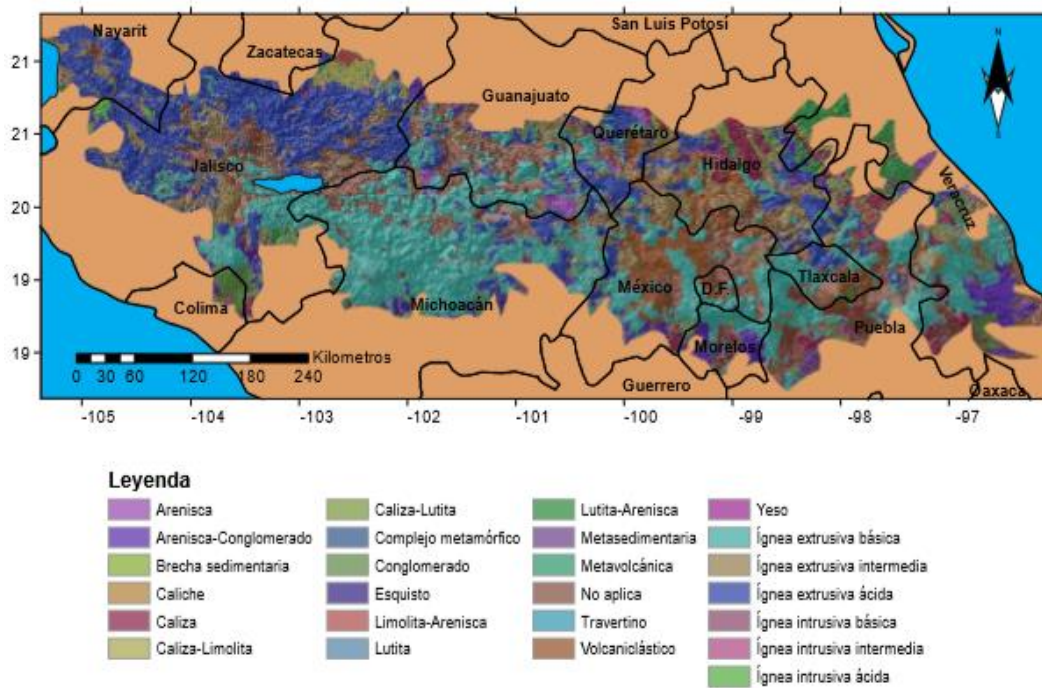 Nayarit
San Luis Potosí
Zacatecas
N
21
Guanajuato
21
Querétaro
Jalisco
Hidalgo
20
Veracruz
19
México
D.F.
Tlaxcala
Colima
Michoacán
Puebla
19
Kilometros
Morelos
0 30 60 120 180 240
Guerrero
Oaxaca
-105 -104 -103 -102 -101 -100 -99 -98 -97
Leyenda
Arenisca
Arenisca-Conglomerado
Brecha sedimentaria
Caliche
Caliza
Caliza-Limolita
Caliza-Lutita
Complejo metamórfico
Conglomerado
Esquisto
Limolita-Arenisca
Lutita
Lutita-Arenisca
Metasedimentaria
Metavolcánica
No aplica
Travertino
Volcaniclástico
Yeso
Ígnea extrusiva básica
Ígnea extrusiva intermedia
Ígnea extrusiva ácida
Ígnea intrusiva básica
Ígnea intrusiva intermedia
Ígnea intrusiva ácida